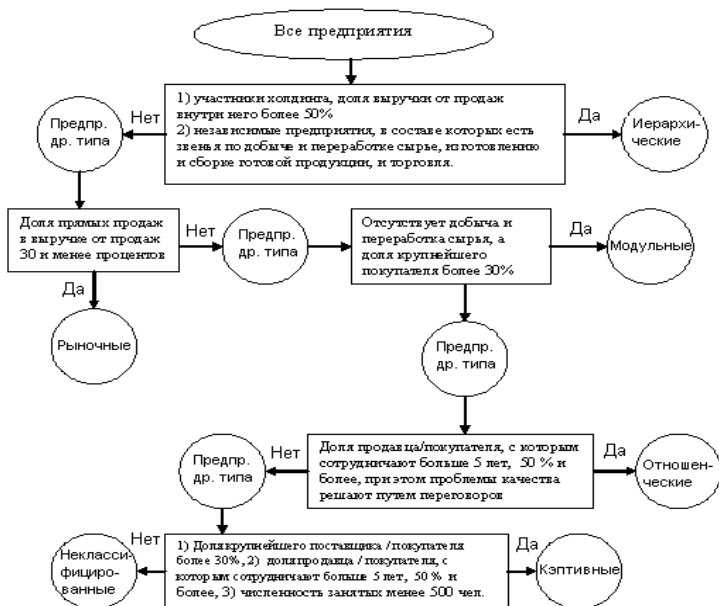 Все предприятия
1) участники холдинга, доля выручки от продаж
внутри него более 50%
2) независимые предприятия, в составе которых есть
звенья по добыче и переработке сырье, изготовлению
и сборке готовой продукции, и торговля.
Нет
Да
Предпр.
др. типа
Иерархи-
ческие
Доля прямых продаж
в выручке от продаж
30 и менее процентов
Нет
Предпр.
др. типа
Отсутствует добыча и
переработка сырья, а
доля крупнейшего
покупателя более 30%
Да
Модульные
Да
Рыночные
Предпр.
др. типа
Доля продавца/покупателя, с которым
сотрудничают больше 5 лет, 50 % и
более, при этом проблемы качества
решают путем переговоров
Нет
Да
Предпр.
др. типа
Отношен-
ческие
1) Доля крупнейшего поставщика / покупателя
более 30%, 2) доля продавца / покупателя, с
которым сотрудничают больше 5 лет, 50 % и
более, 3) численность занятых менее 500 чел.
Нет
Да
Неклассі-
фицирo-
ванные
Кэптивные